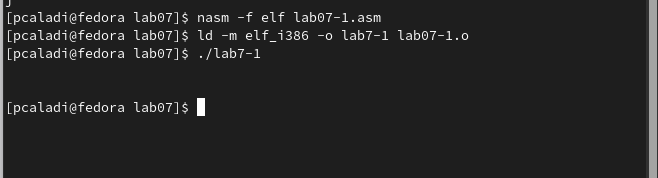 [pcaladi@fedora lab07]$ nasm -f elf lab07-1.asm
[pcaladi@fedora lab07]$ ld -m elf_i386 -o lab7-1 lab07-1.o
[pcaladi@fedora lab07]$ ./lab7-1
[pcaladi@fedora lab07]$